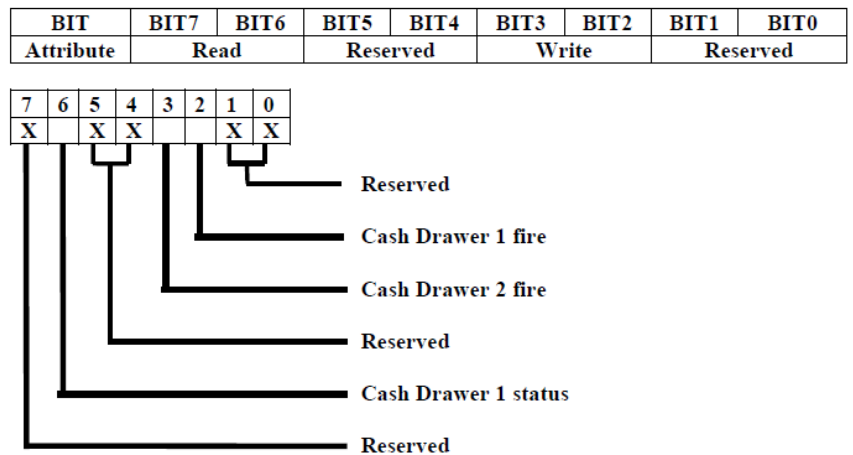 BIT BIT7 BIT6 BIT5 BIT4 BIT3 BIT2 BIT1 BIT0
Attribute Read Reserved Write Reserved
7 6 5 4 3 2 1 0
X X X X X
Reserved
Cash Drawer 1 fire
Cash Drawer 2 fire
Reserved
Cash Drawer 1 status
Reserved